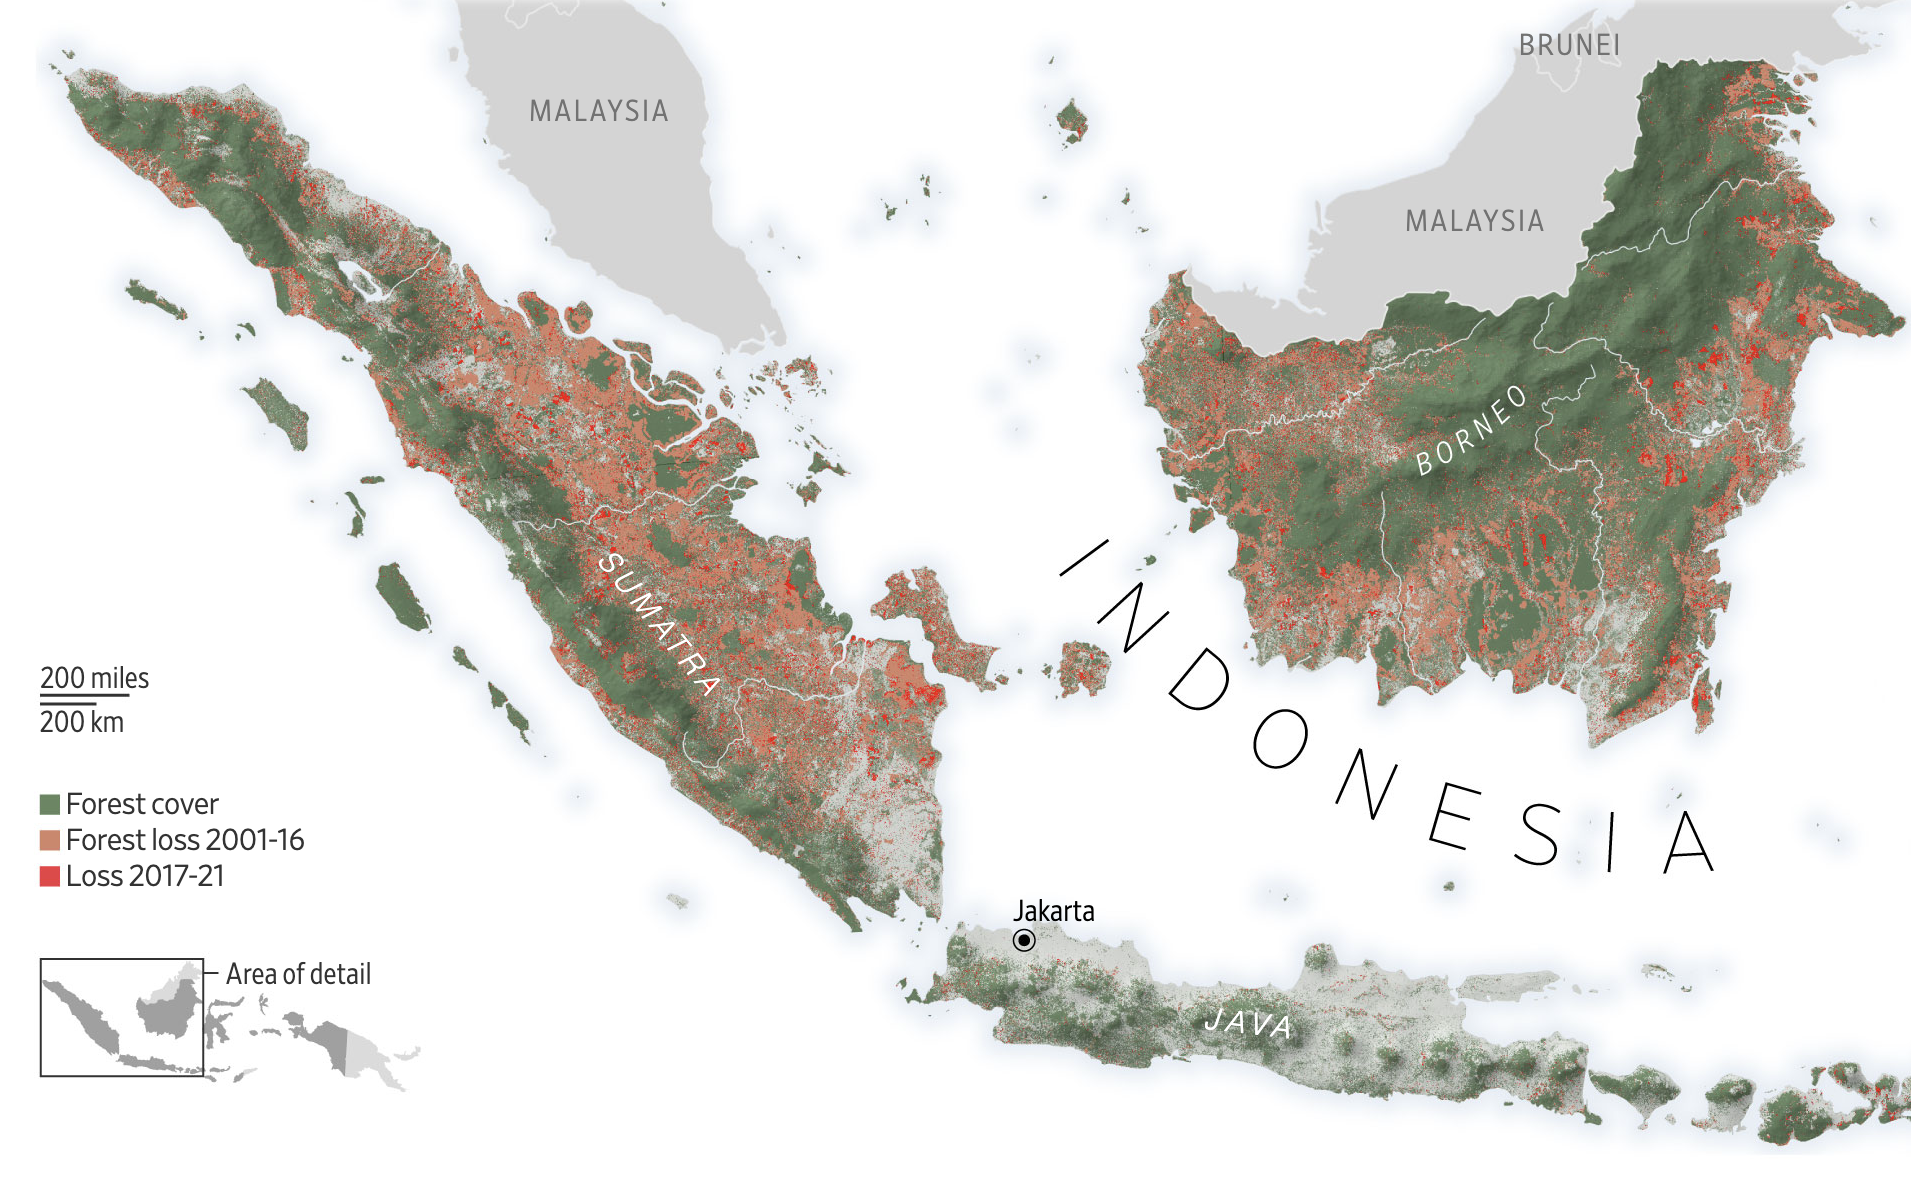 BRUNEI
MALAYSIA
MALAYSIA
BORNEO
SUMATRA
INDONESIA
200 miles
200 km
Forest cover
Forest loss 2001-16
Loss 2017-21
Jakarta
Area of detail
JAVA